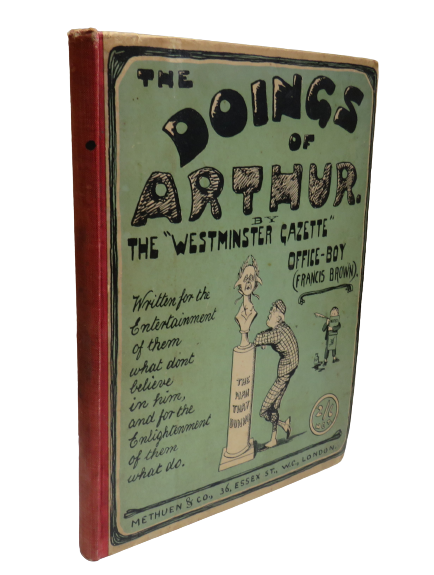 THE
DOINGS
OF
ARTHUR.
BY
THE "WESTMINSTER GAZETTE"
OFFICE-BOY
(FRANCIS BROWN).
Written for the
Entertainment
of them
what dont
believe
in him,
and for the
Enlightenment
of them
what do.
THE
MAN
THAT
METHUEN & CO., 36, ESSEX ST., W.C., LONDON.